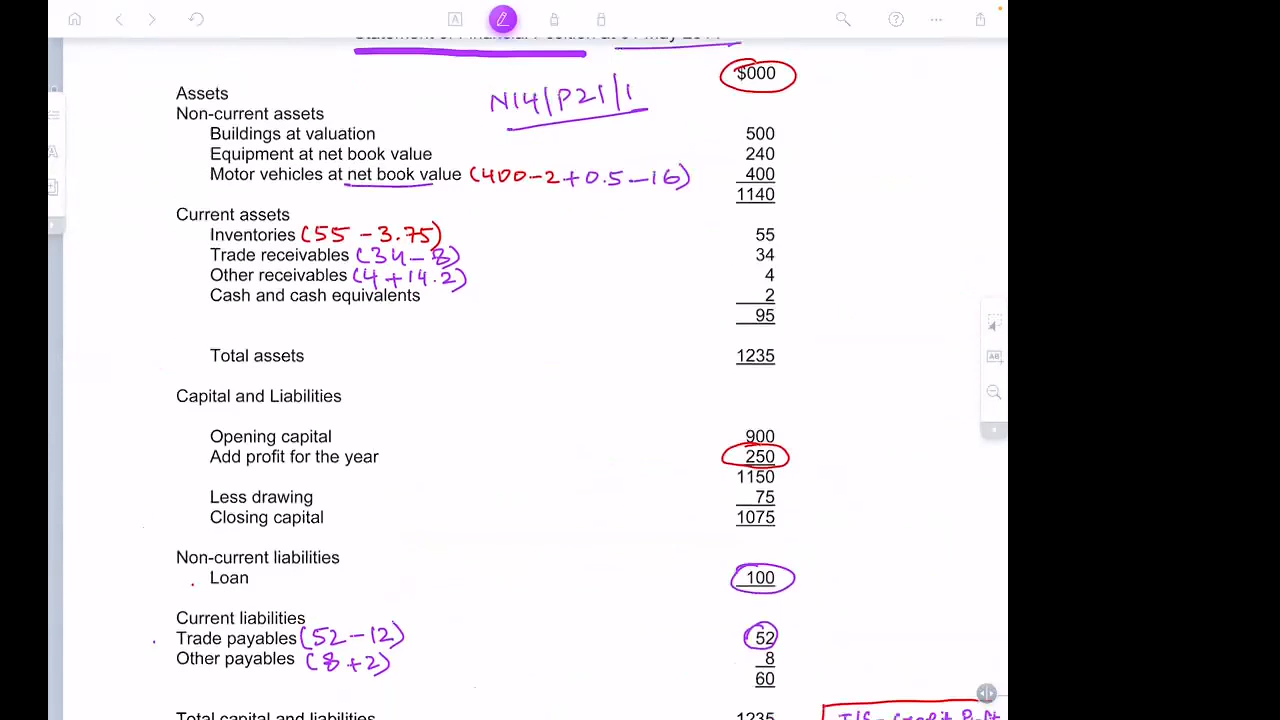 $000
Assets
N14/P21/1
Non-current assets
Buildings at valuation 500
Equipment at net book value 240
Motor vehicles at net book value (400-2+0.5-16) 400
1140
Current assets
Inventories (55 - 3.75) 55
Trade receivables (34-8) 34
Other receivables (4+14.2) 4
Cash and cash equivalents 2
95
Total assets 1235
Capital and Liabilities
Opening capital 900
Add profit for the year 250
1150
Less drawing 75
Closing capital 1075
Non-current liabilities
Loan 100
Current liabilities
Trade payables (52-12) 52
Other payables (8+2) 8
60
Total capital and liabilities 1235